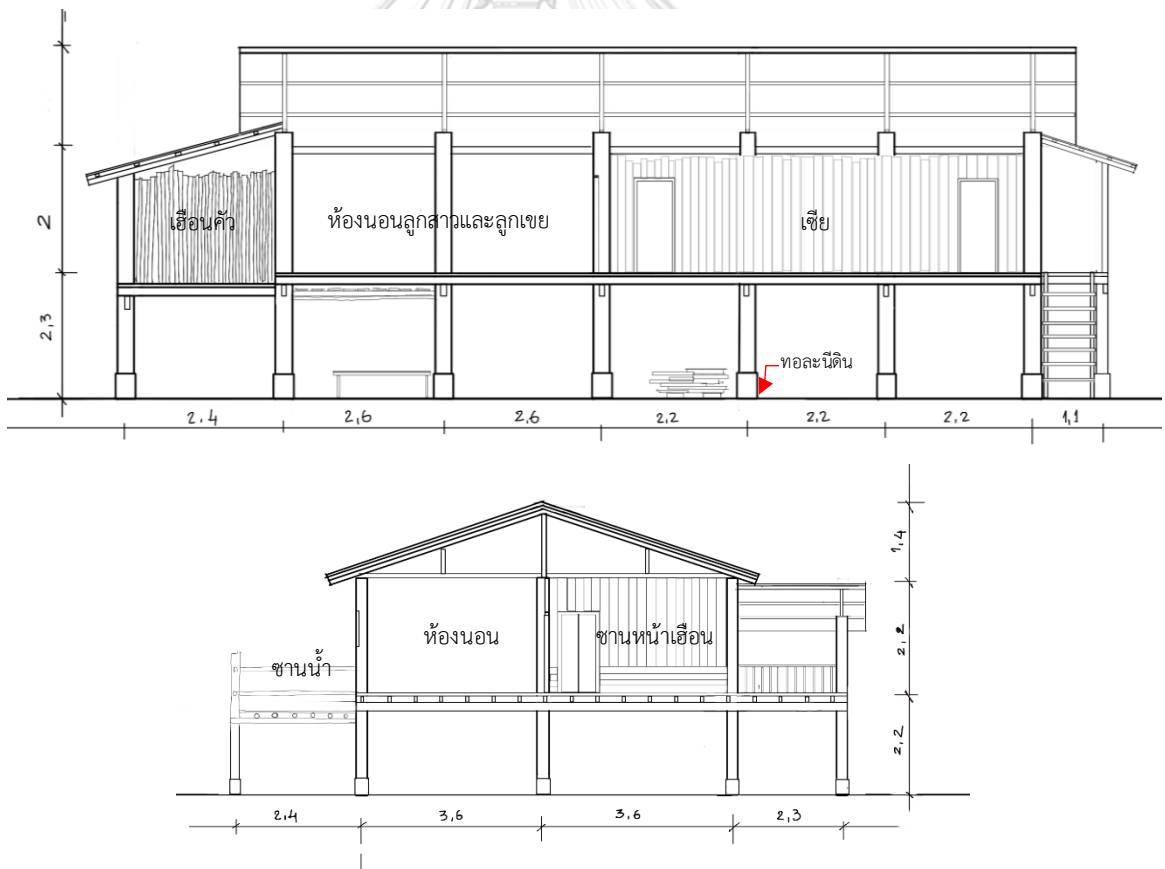 เฮือนคัว
ห้องนอนลูกสาวและลูกเขย
เซีย
2
2,3
ทอละนีดิน
2,4
2,6
2,6
2,2
2,2
2,2
1,1
ห้องนอน
ซานหน้าเฮือน
ซานน้ำ
1,4
2,2
2,2
2,4
3,6
3,6
2,3